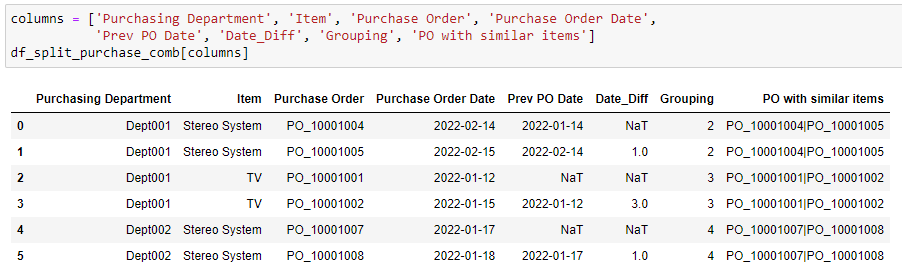 columns = ['Purchasing Department', 'Item', 'Purchase Order', 'Purchase Order Date',
'Prev PO Date', 'Date_Diff', 'Grouping', 'PO with similar items']
df_split_purchase_comb[columns]
Purchasing Department Item Purchase Order Purchase Order Date Prev PO Date Date_Diff Grouping PO with similar items
0 Dept001 Stereo System PO_10001004 2022-02-14 2022-01-14 NaT 2 PO_10001004|PO_10001005
1 Dept001 Stereo System PO_10001005 2022-02-15 2022-02-14 1.0 2 PO_10001004|PO_10001005
2 Dept001 TV PO_10001001 2022-01-12 NaT NaT 3 PO_10001001|PO_10001002
3 Dept001 TV PO_10001002 2022-01-15 2022-01-12 3.0 3 PO_10001001|PO_10001002
4 Dept002 Stereo System PO_10001007 2022-01-17 NaT NaT 4 PO_10001007|PO_10001008
5 Dept002 Stereo System PO_10001008 2022-01-18 2022-01-17 1.0 4 PO_10001007|PO_10001008